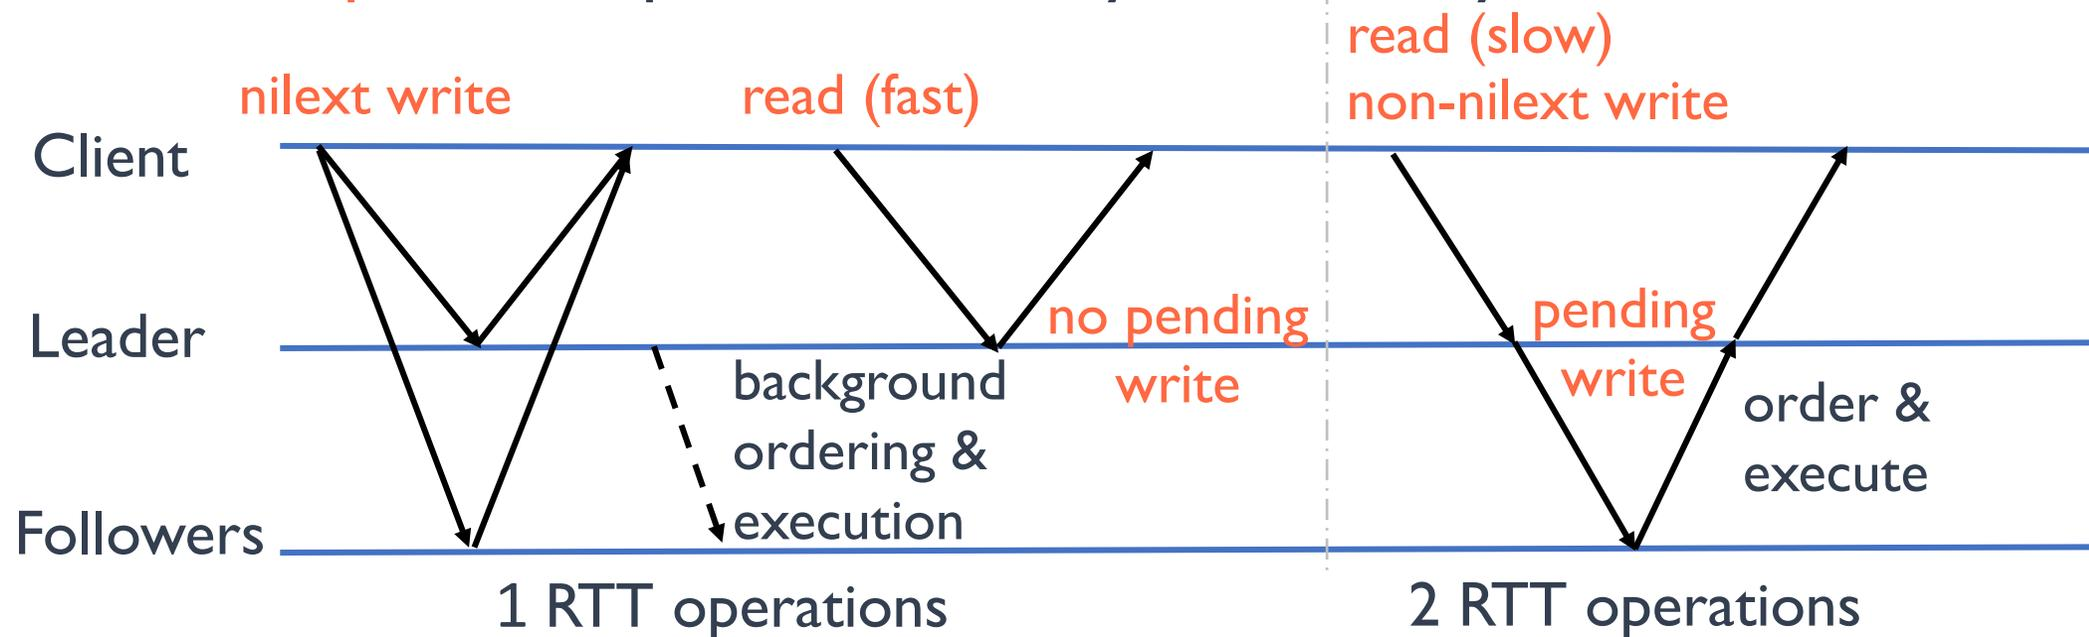 read (slow)
nilext write
read (fast)
non-nilext write
Client
Leader
no pending
write
pending
write
background
ordering &
execution
order &
execute
Followers
1 RTT operations
2 RTT operations